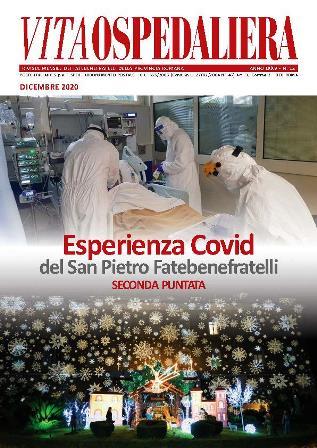 VITAOSPEDALIERA
DICEMBRE 2020
Esperienza Covid
del San Pietro Fatebenefratelli
SECONDA PUNTATA